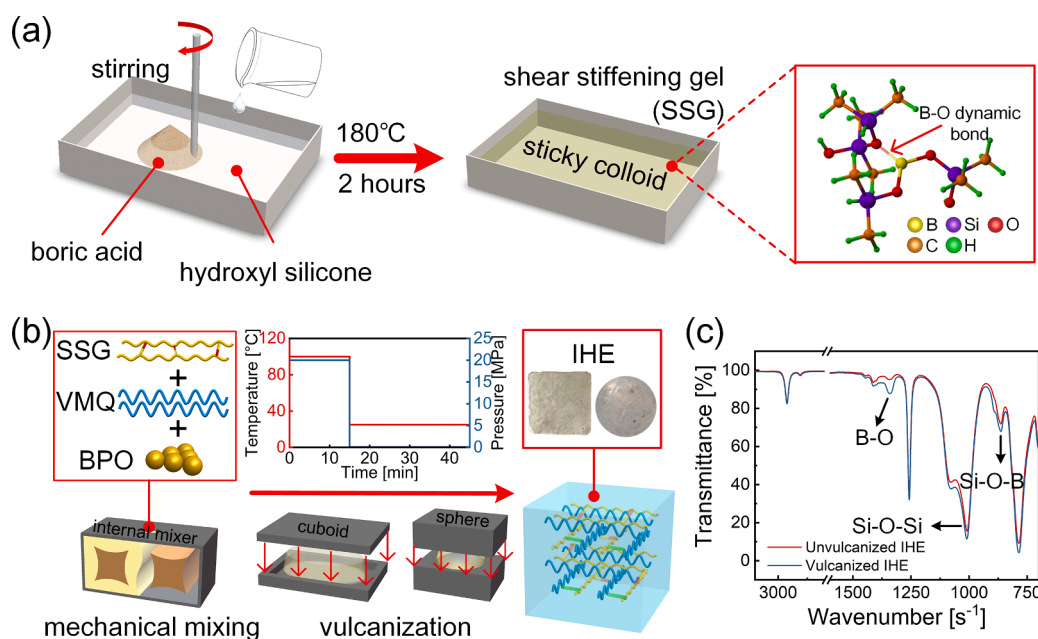 (a)
stirring
boric acid
hydroxyl silicone
180℃
2 hours
shear stiffening gel
(SSG)
sticky colloid
B-O dynamic
bond
B Si O
C H
(b)
SSG
+
VMQ
+
BPO
internal mixer
mechanical mixing
Temperature [°C]
120
80
40
0
0 10 20 30 40
Time [min]
25
20
15
10
5
0
Pressure [MPa]
cuboid
sphere
vulcanization
IHE
(c)
Transmittance [%]
100
80
60
40
20
0
B-O
Si-O-B
Si-O-Si
Unvulcanized IHE
Vulcanized IHE
3000 1500 1250 1000 750
Wavenumber [s⁻¹]